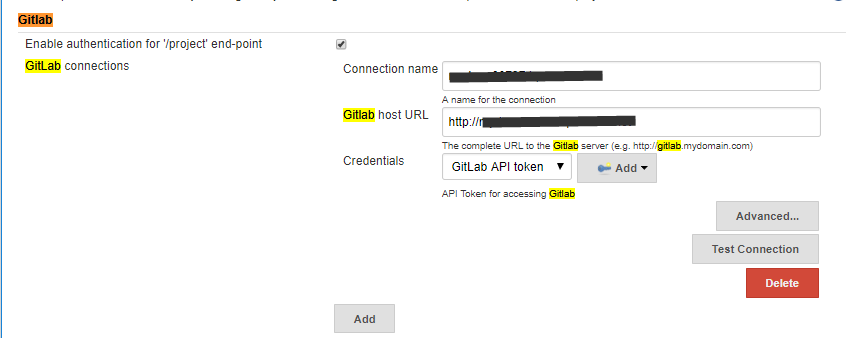 Gitlab
Enable authentication for '/project' end-point
GitLab connections
Connection name
A name for the connection
Gitlab host URL
http://
The complete URL to the Gitlab server (e.g. http://gitlab.mydomain.com)
Credentials
GitLab API token
Add
API Token for accessing Gitlab
Advanced...
Test Connection
Delete
Add